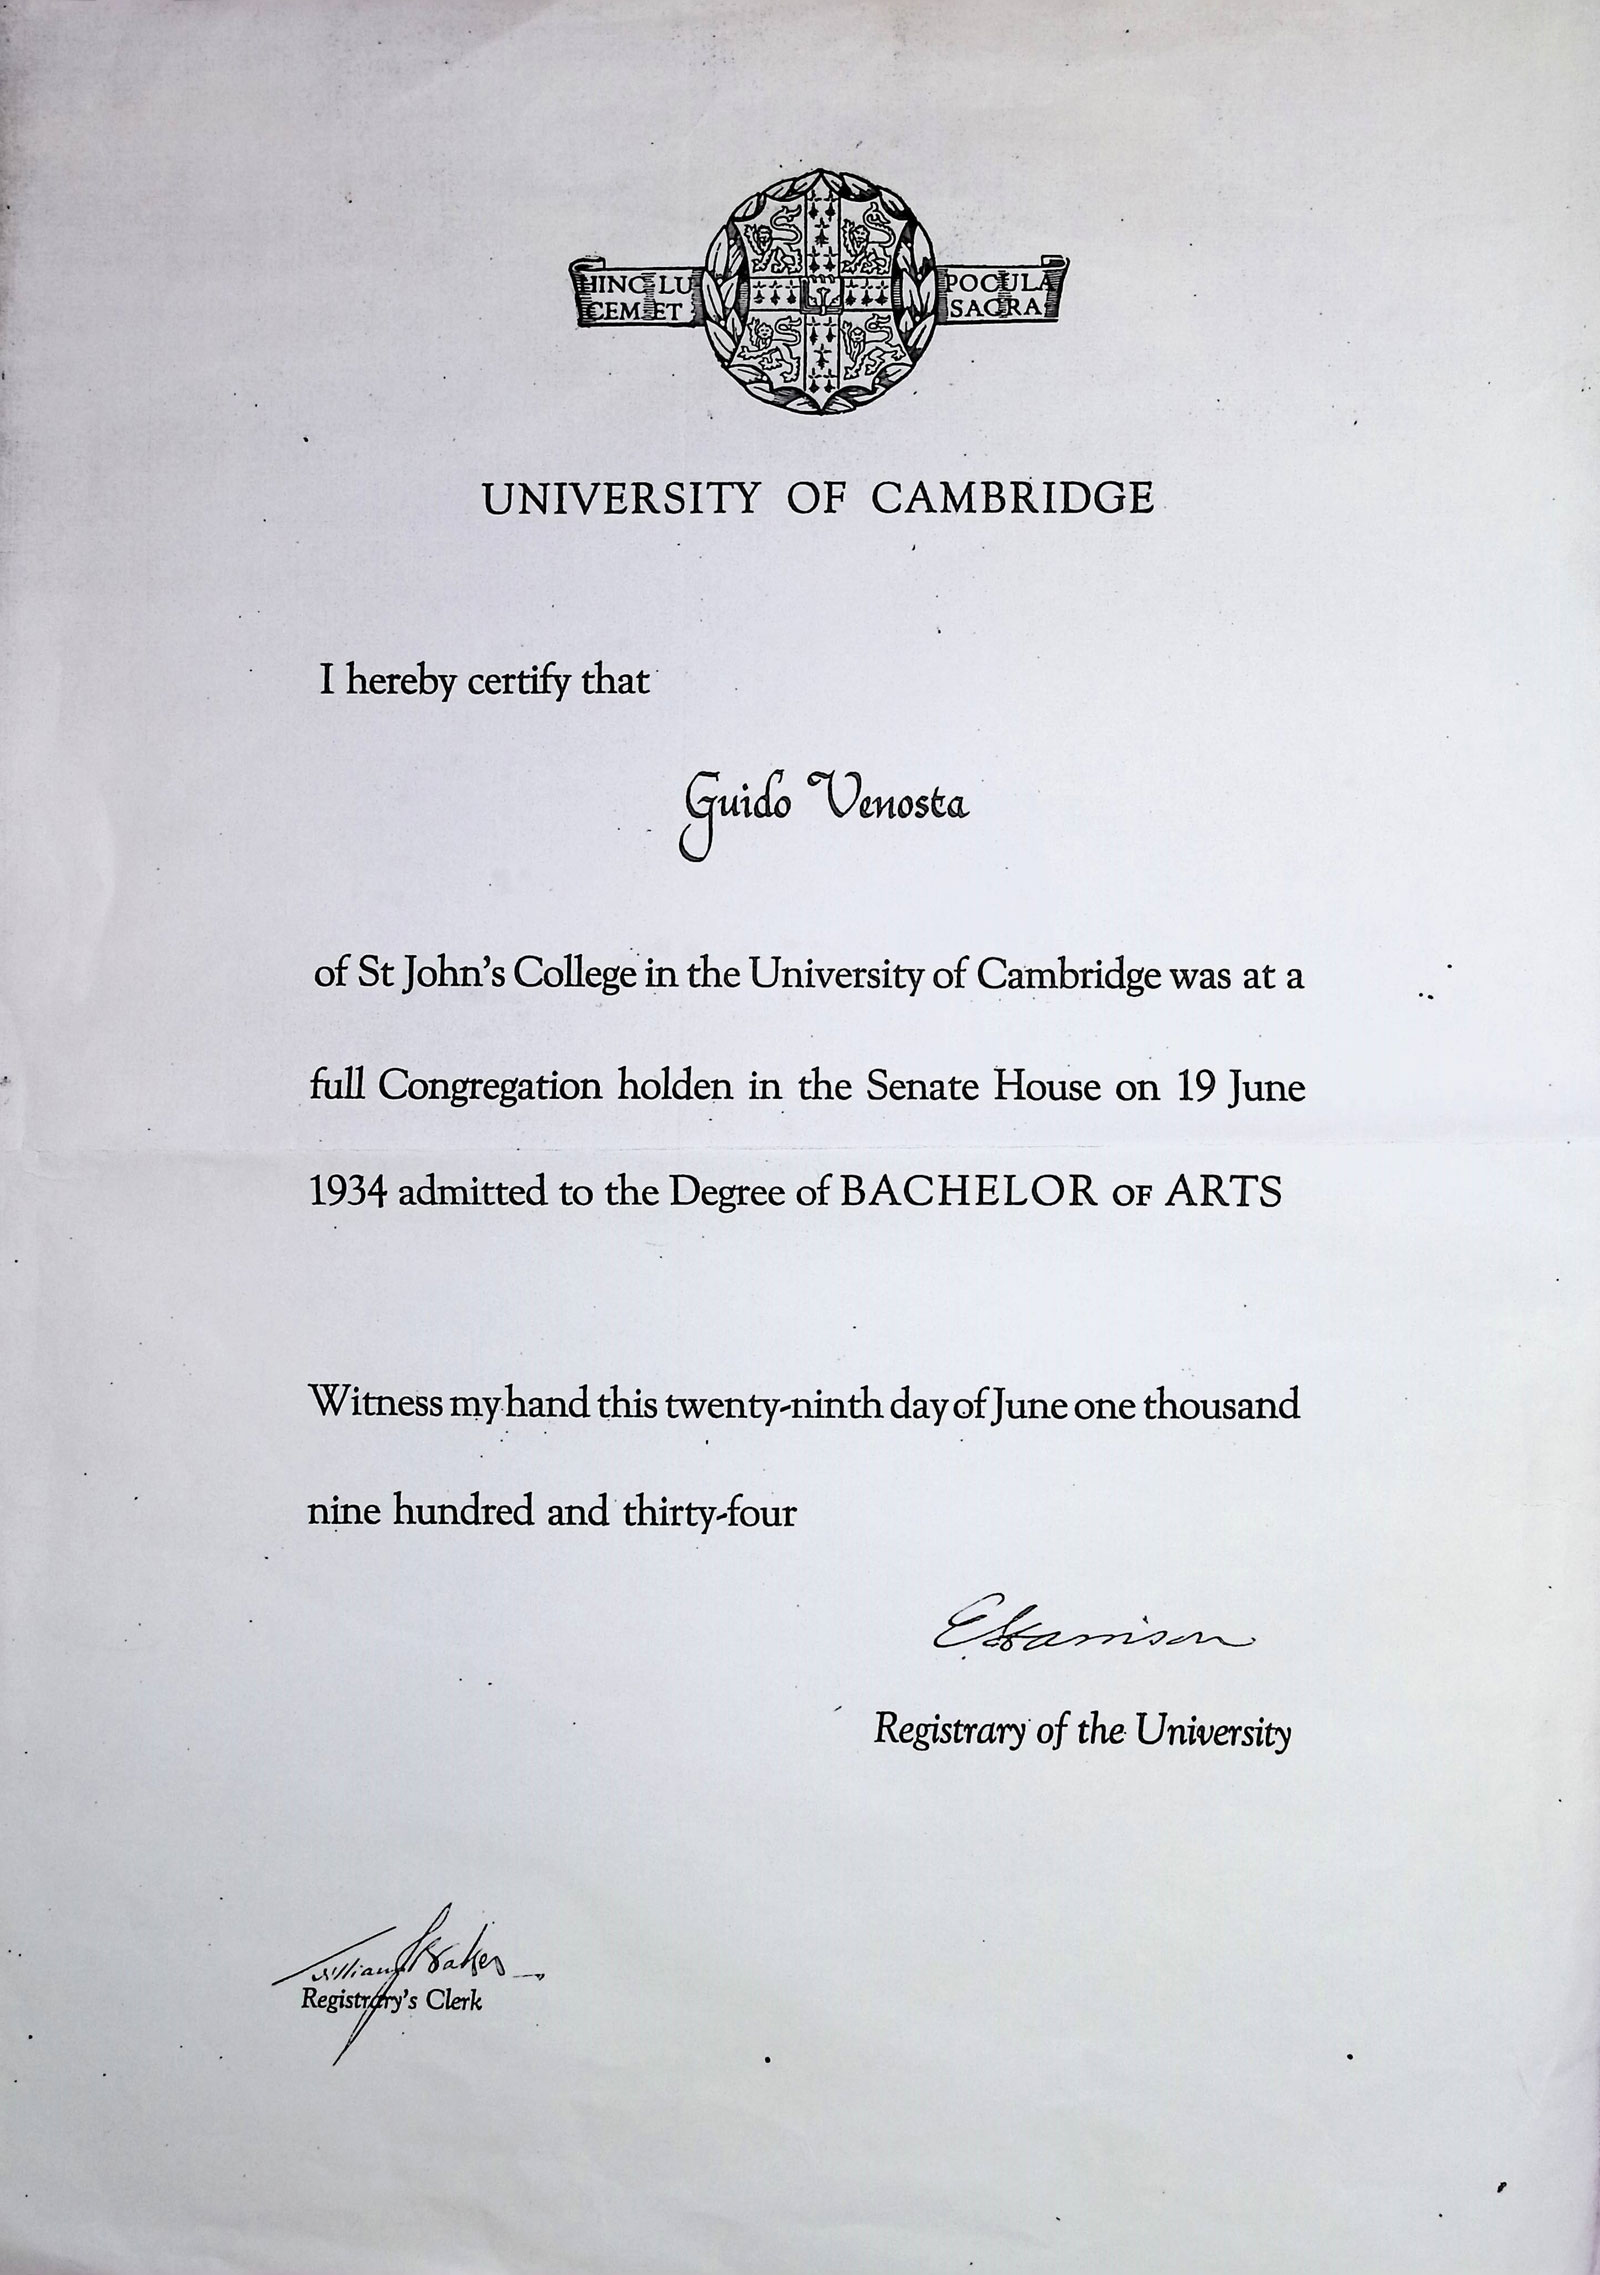 HINC LU
CEM ET
POCULA
SACRA
UNIVERSITY OF CAMBRIDGE
I hereby certify that
Guido Venosta
of St John's College in the University of Cambridge was at a
full Congregation holden in the Senate House on 19 June
1934 admitted to the Degree of BACHELOR OF ARTS
Witness my hand this twenty-ninth day of June one thousand
nine hundred and thirty-four
E Harrison
Registrary of the University
William
Registrary's Clerk